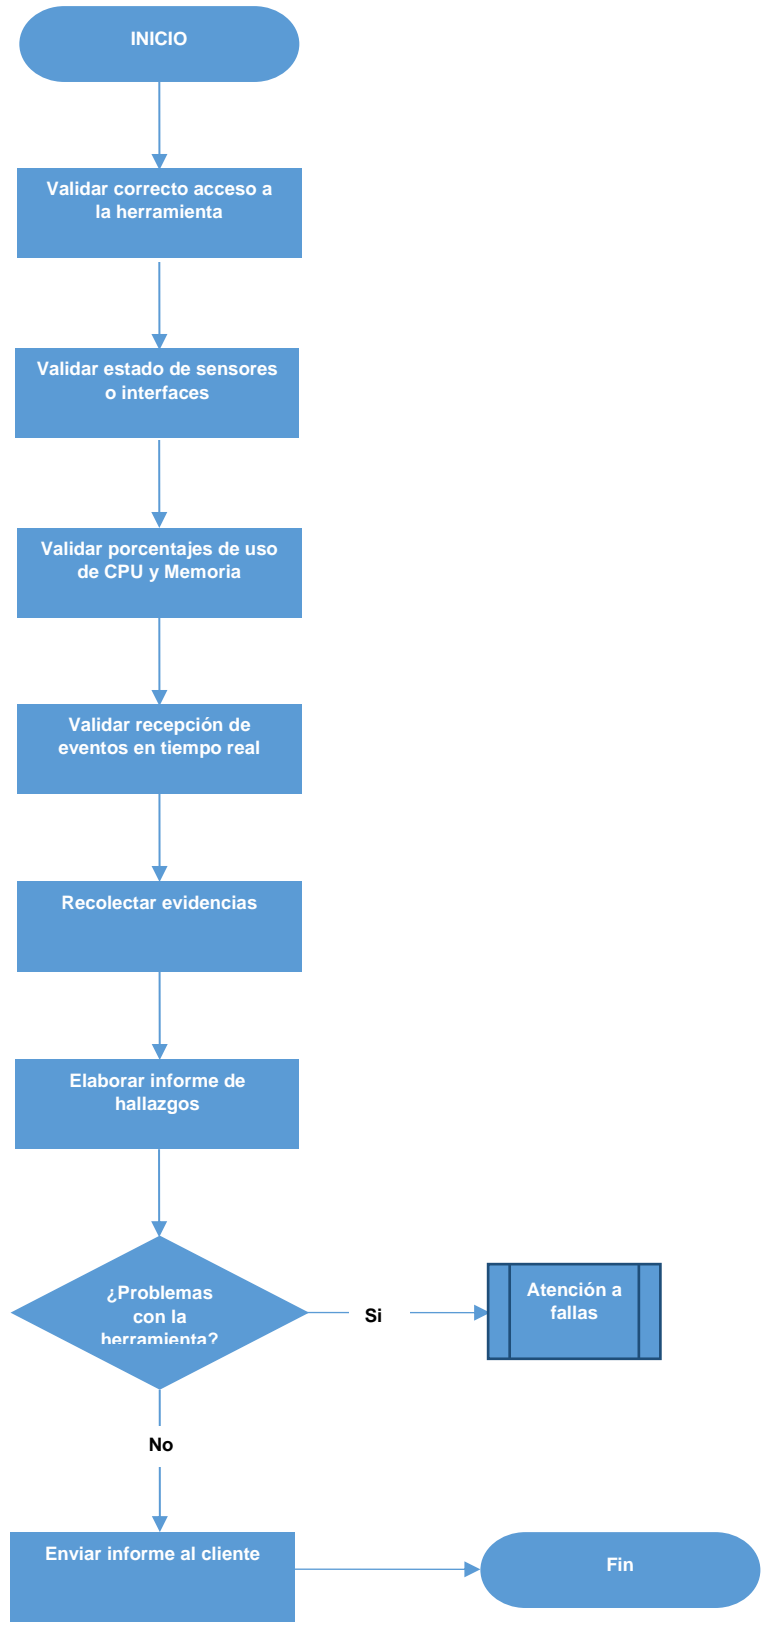 INICIO
Validar correcto acceso a
la herramienta
Validar estado de sensores
o interfaces
Validar porcentajes de uso
de CPU y Memoria
Validar recepción de
eventos en tiempo real
Recolectar evidencias
Elaborar informe de
hallazgos
¿Problemas
con la
herramienta?
Si
Atención a
fallas
No
Enviar informe al cliente
Fin